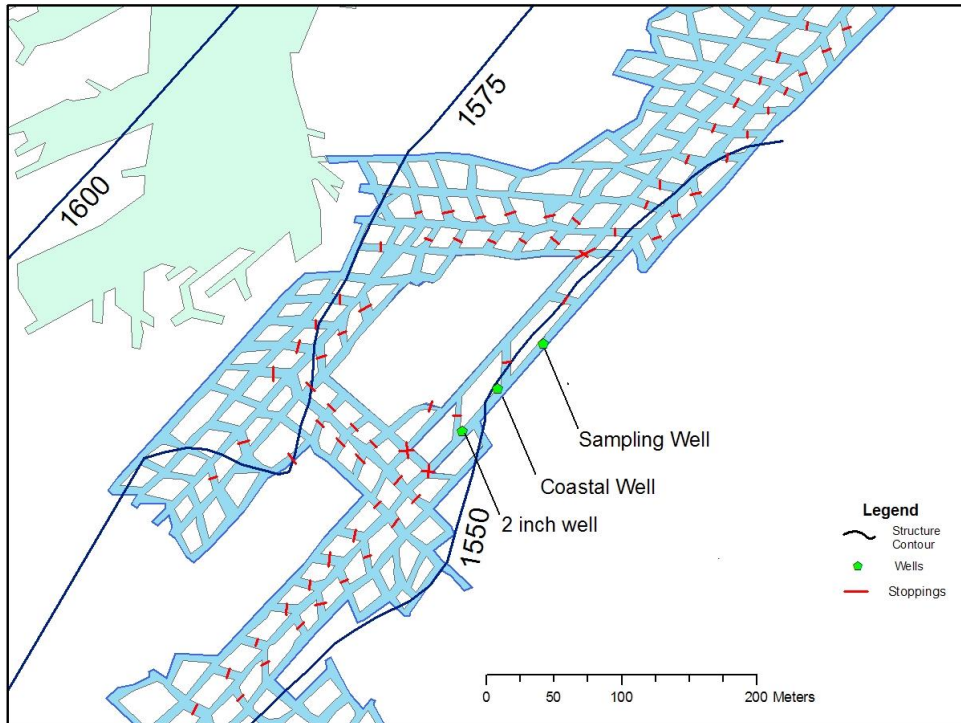 1575
1600
Sampling Well
Coastal Well
2 inch well
1550
Legend
Structure
Contour
Wells
Stoppings
0 50 100 200 Meters